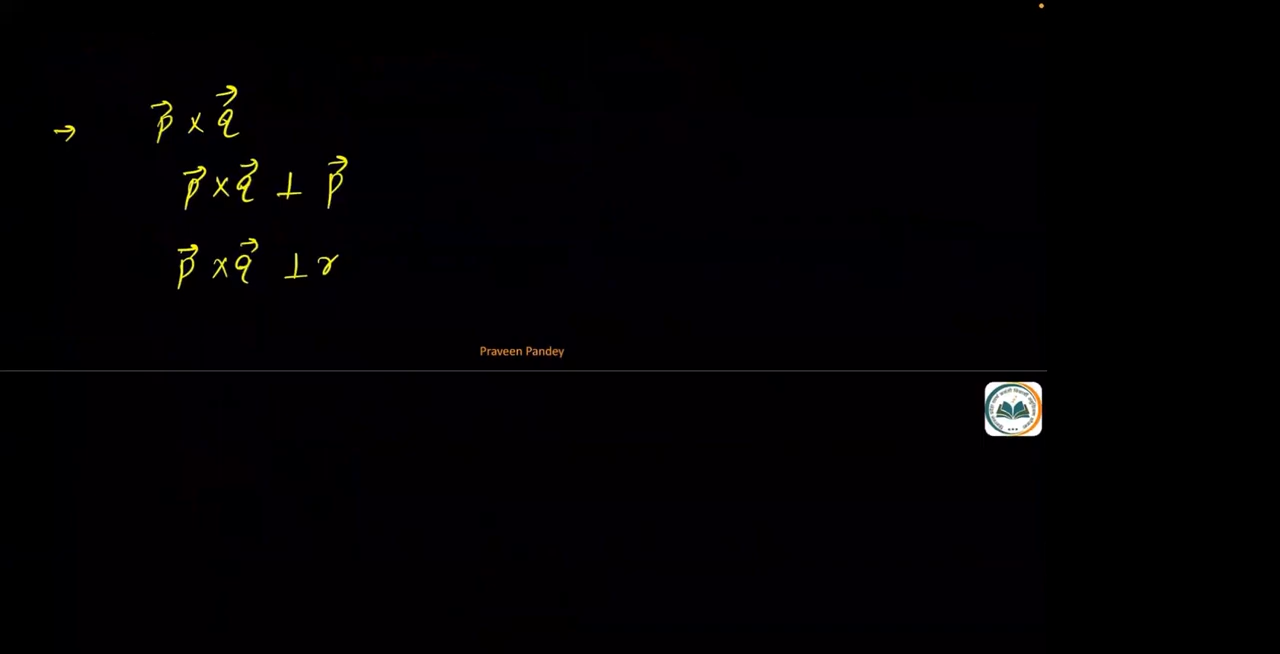 → p⃗ × q⃗
p⃗ × q⃗ ⊥ p⃗
p⃗ × q⃗ ⊥ r
Praveen Pandey